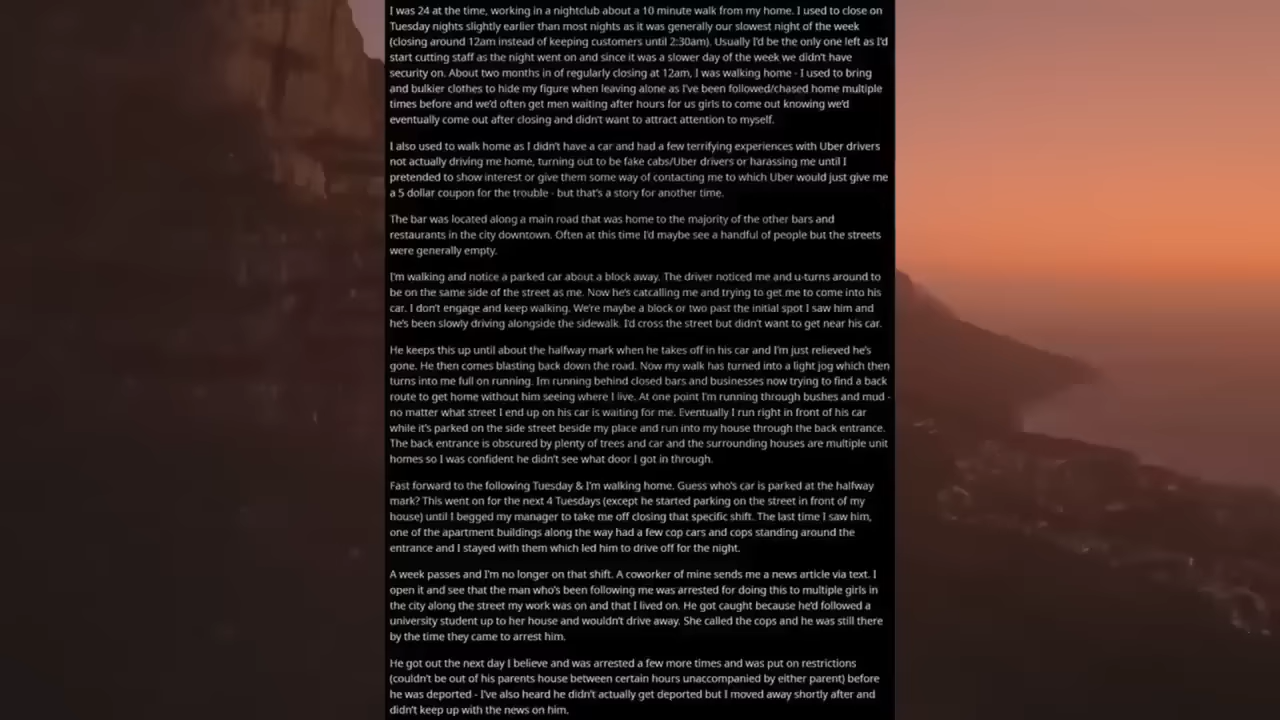 I was 24 at the time, working in a nightclub about a 10 minute walk from my home. I used to close on
Tuesday nights slightly earlier than most nights as it was generally our slowest night of the week
(closing around 12am instead of keeping customers until 2:30am). Usually I'd be the only one left as I'd
start cutting staff as the night went on and since it was a slower day of the week we didn't have
security on. About two months in of regularly closing at 12am, I was walking home - I used to bring
and bulkier clothes to hide my figure when leaving alone as I've been followed/chased home multiple
times before and we'd often get men waiting after hours for us girls to come out knowing we'd
eventually come out after closing and didn't want to attract attention to myself.
I also used to walk home as I didn't have a car and had a few terrifying experiences with Uber drivers
not actually driving me home, turning out to be fake cabs/Uber drivers or harassing me until I
pretended to show interest or give them some way of contacting me to which Uber would just give me
a 5 dollar coupon for the trouble - but that's a story for another time.
The bar was located along a main road that was home to the majority of the other bars and
restaurants in the city downtown. Often at this time I'd maybe see a handful of people but the streets
were generally empty.
I'm walking and notice a parked car about a block away. The driver noticed me and u-turns around to
be on the same side of the street as me. Now he's catcalling me and trying to get me to come into his
car. I don't engage and keep walking. We're maybe a block or two past the initial spot I saw him and
he's been slowly driving alongside the sidewalk. I'd cross the street but didn't want to get near his car.
He keeps this up until about the halfway mark when he takes off in his car and I'm just relieved he's
gone. He then comes blasting back down the road. Now my walk has turned into a light jog which then
turns into me full on running. Im running behind closed bars and businesses now trying to find a back
route to get home without him seeing where I live. At one point I'm running through bushes and mud -
no matter what street I end up on his car is waiting for me. Eventually I run right in front of his car
while it's parked on the side street beside my place and run into my house through the back entrance.
The back entrance is obscured by plenty of trees and car and the surrounding houses are multiple unit
homes so I was confident he didn't see what door I got in through.
Fast forward to the following Tuesday & I'm walking home. Guess who's car is parked at the halfway
mark? This went on for the next 4 Tuesdays (except he started parking on the street in front of my
house) until I begged my manager to take me off closing that specific shift. The last time I saw him,
one of the apartment buildings along the way had a few cop cars and cops standing around the
entrance and I stayed with them which led him to drive off for the night.
A week passes and I'm no longer on that shift. A coworker of mine sends me a news article via text. I
open it and see that the man who's been following me was arrested for doing this to multiple girls in
the city along the street my work was on and that I lived on. He got caught because he'd followed a
university student up to her house and wouldn't drive away. She called the cops and he was still there
by the time they came to arrest him.
He got out the next day I believe and was arrested a few more times and was put on restrictions
(couldn't be out of his parents house between certain hours unaccompanied by either parent) before
he was deported - I've also heard he didn't actually get deported but I moved away shortly after and
didn't keep up with the news on him.